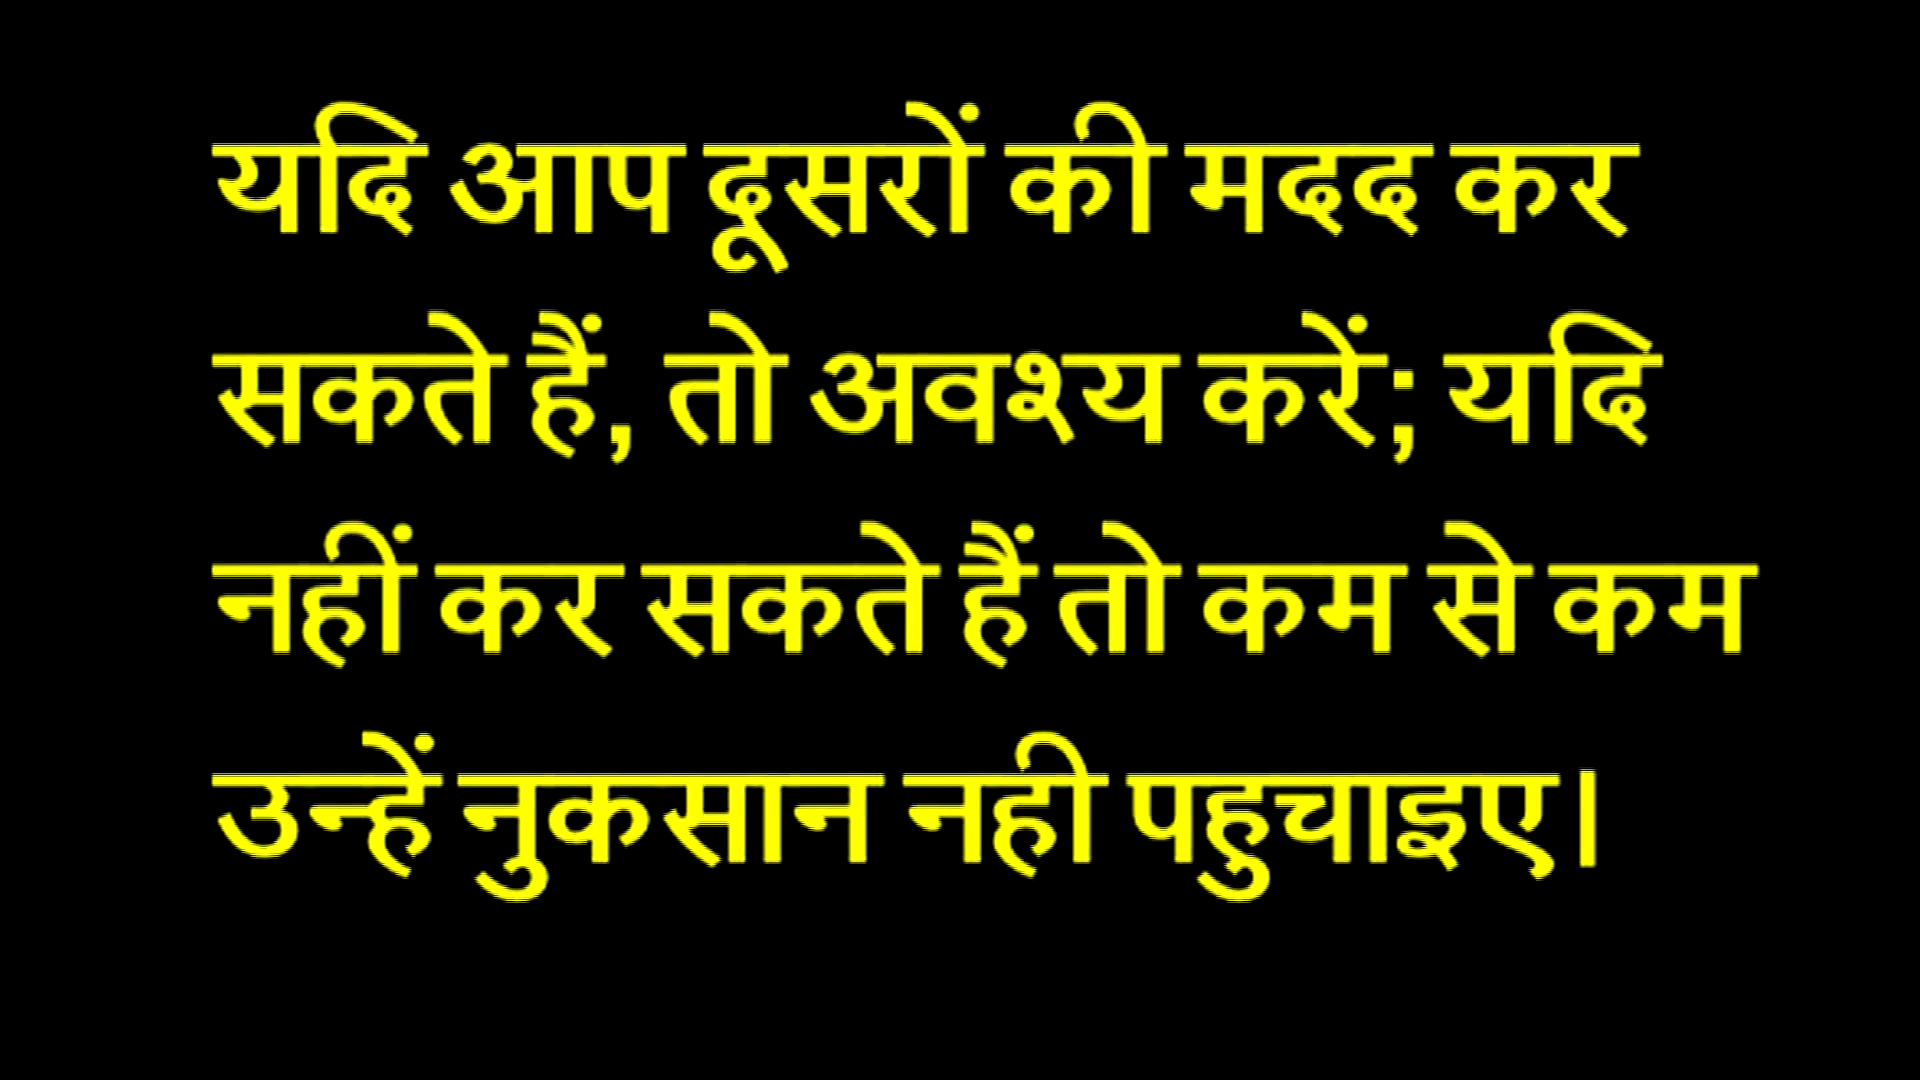 यदि आप दूसरों की मदद कर
सकते हैं, तो अवश्य करें; यदि
नहीं कर सकते हैं तो कम से कम
उन्हें नुकसान नही पहुचाइए।